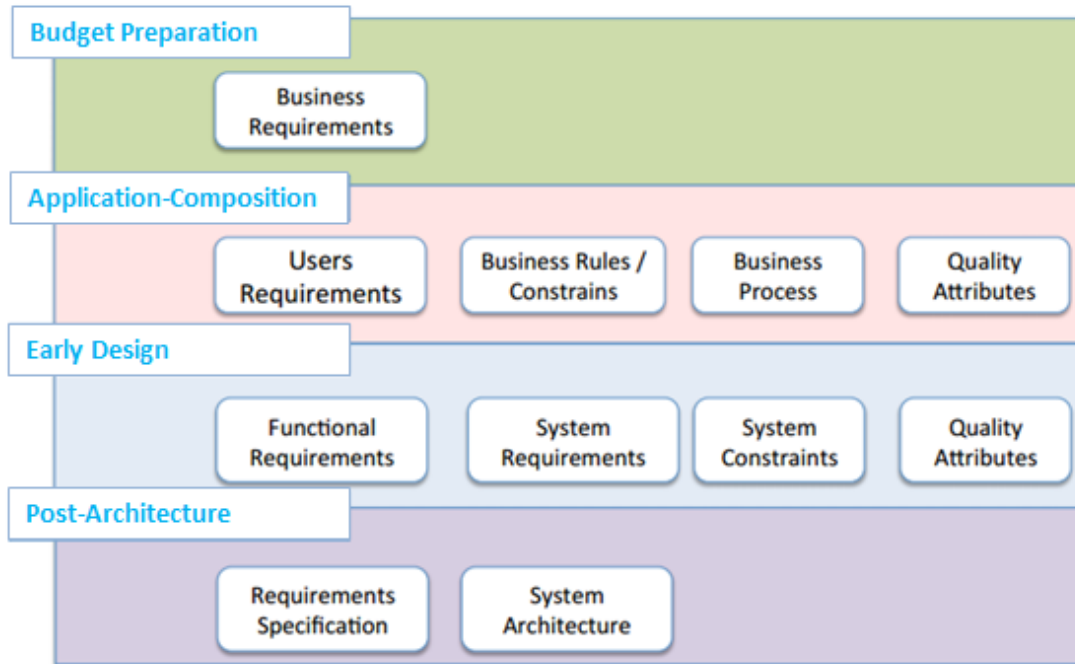 Budget Preparation
Business
Requirements
Application-Composition
Users
Requirements
Business Rules /
Constrains
Business
Process
Quality
Attributes
Early Design
Functional
Requirements
System
Requirements
System
Constraints
Quality
Attributes
Post-Architecture
Requirements
Specification
System
Architecture